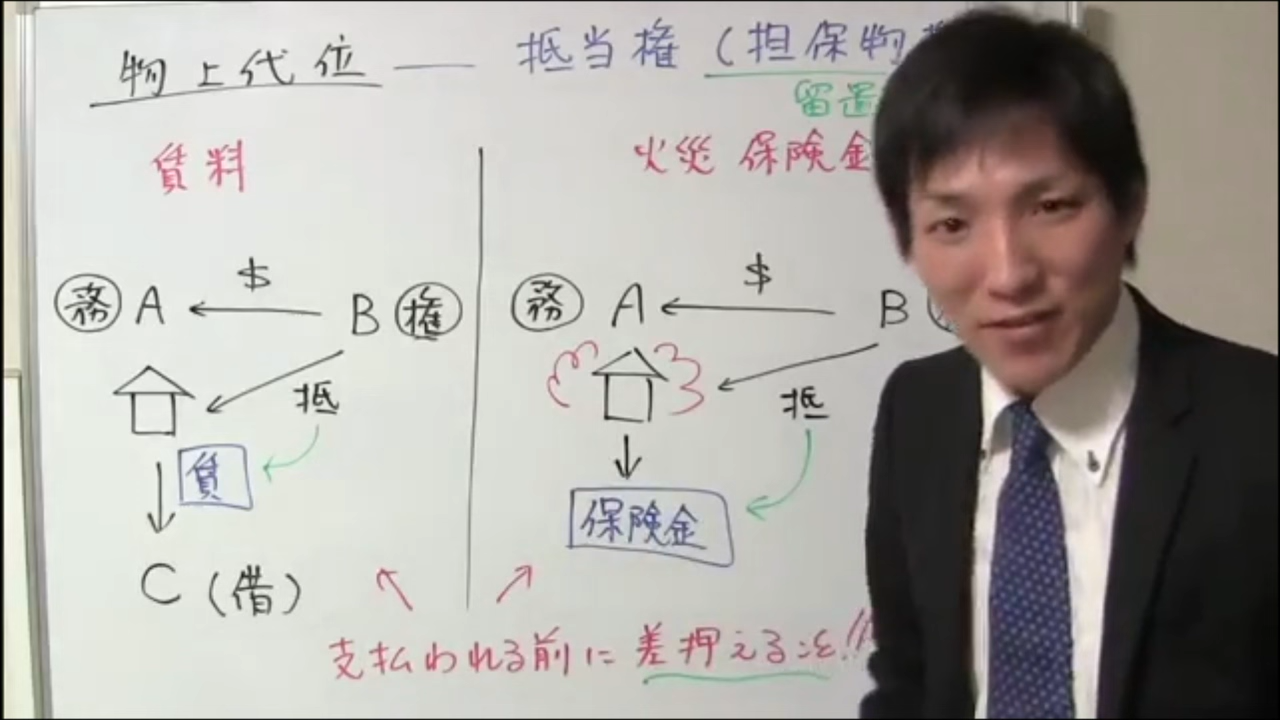 物上代位 — 抵当権(担保物
留置
賃料
火災保険金
務 A $ B 権
抵
賃
C (借)
務 A $ B
抵
保険金
支払われる前に差押えること!!